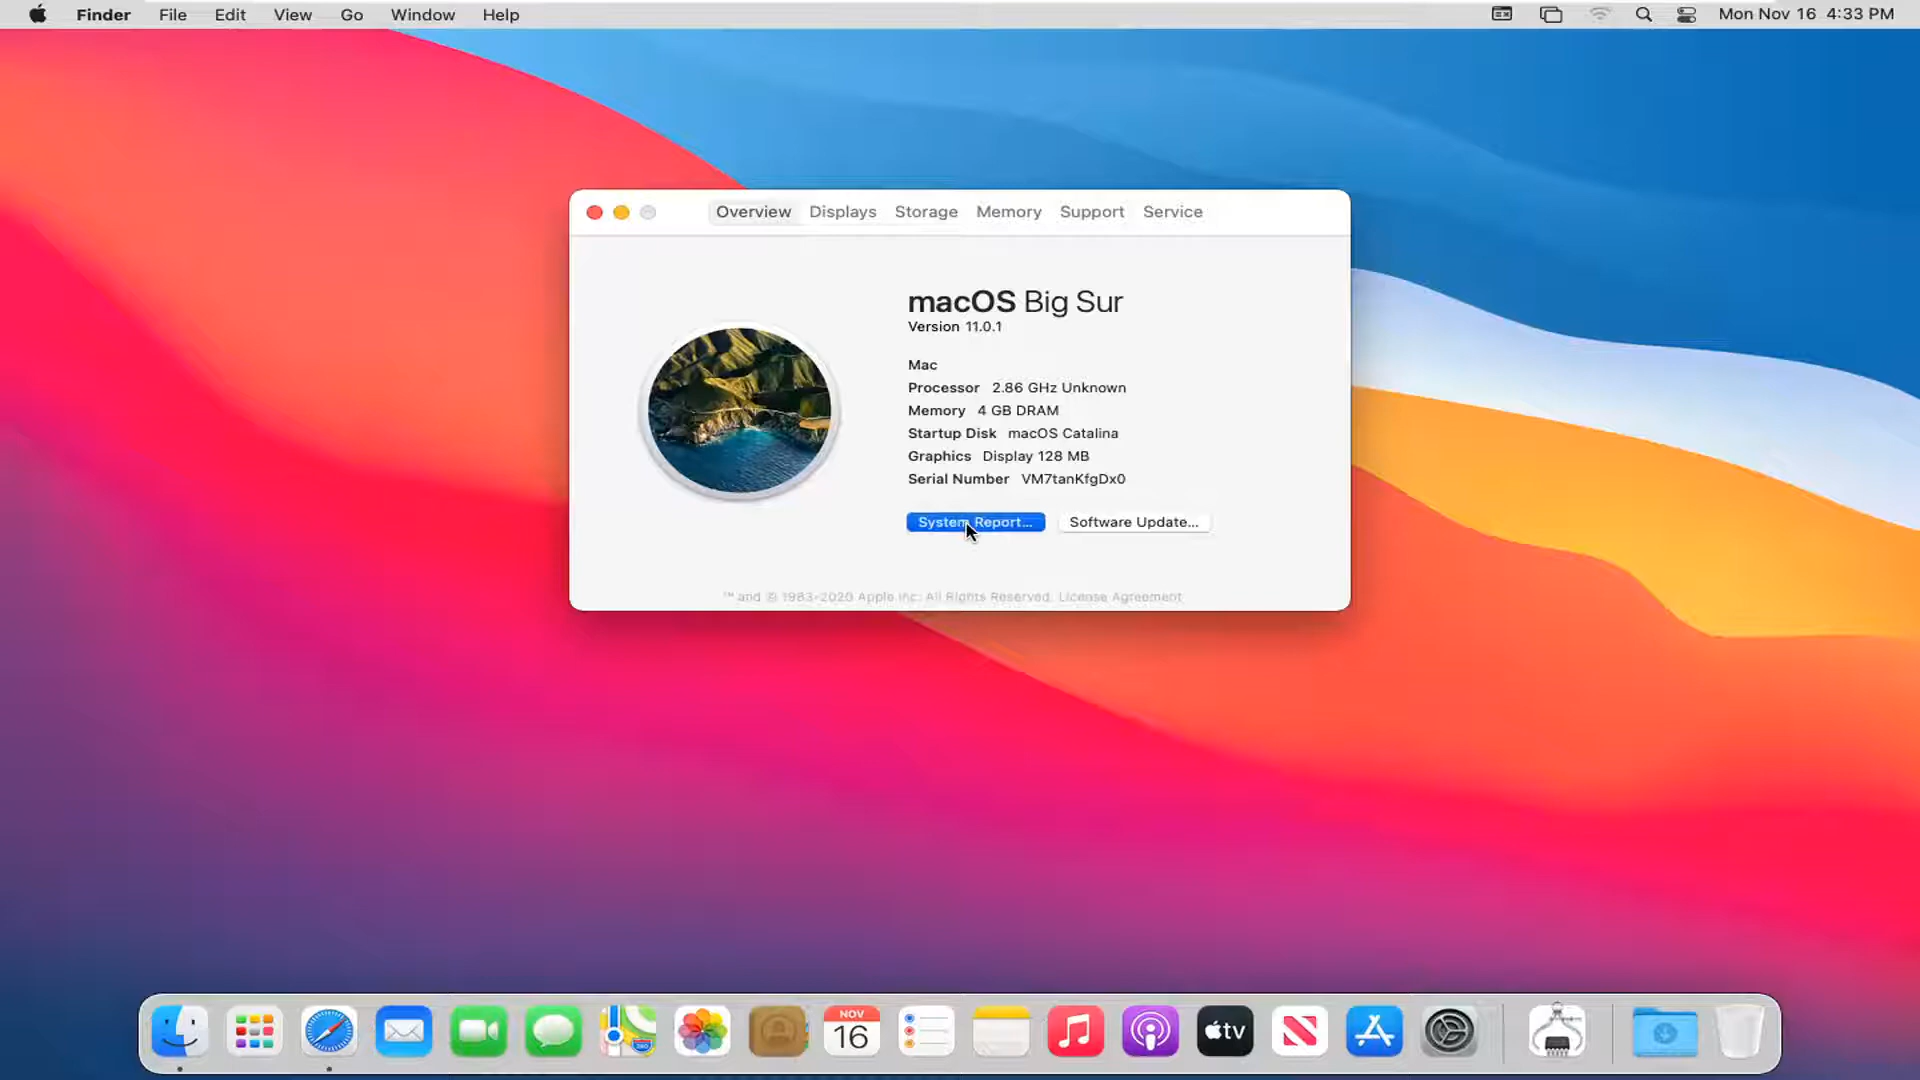 Finder File Edit View Go Window Help Mon Nov 16 4:33 PM
Overview Displays Storage Memory Support Service
macOS Big Sur
Version 11.0.1
Mac
Processor 2.86 GHz Unknown
Memory 4 GB DRAM
Startup Disk macOS Catalina
Graphics Display 128 MB
Serial Number VM7tanKfgDx0
System Report... Software Update...
™ and © 1983-2020 Apple Inc. All Rights Reserved. License Agreement
NOV
16
tv